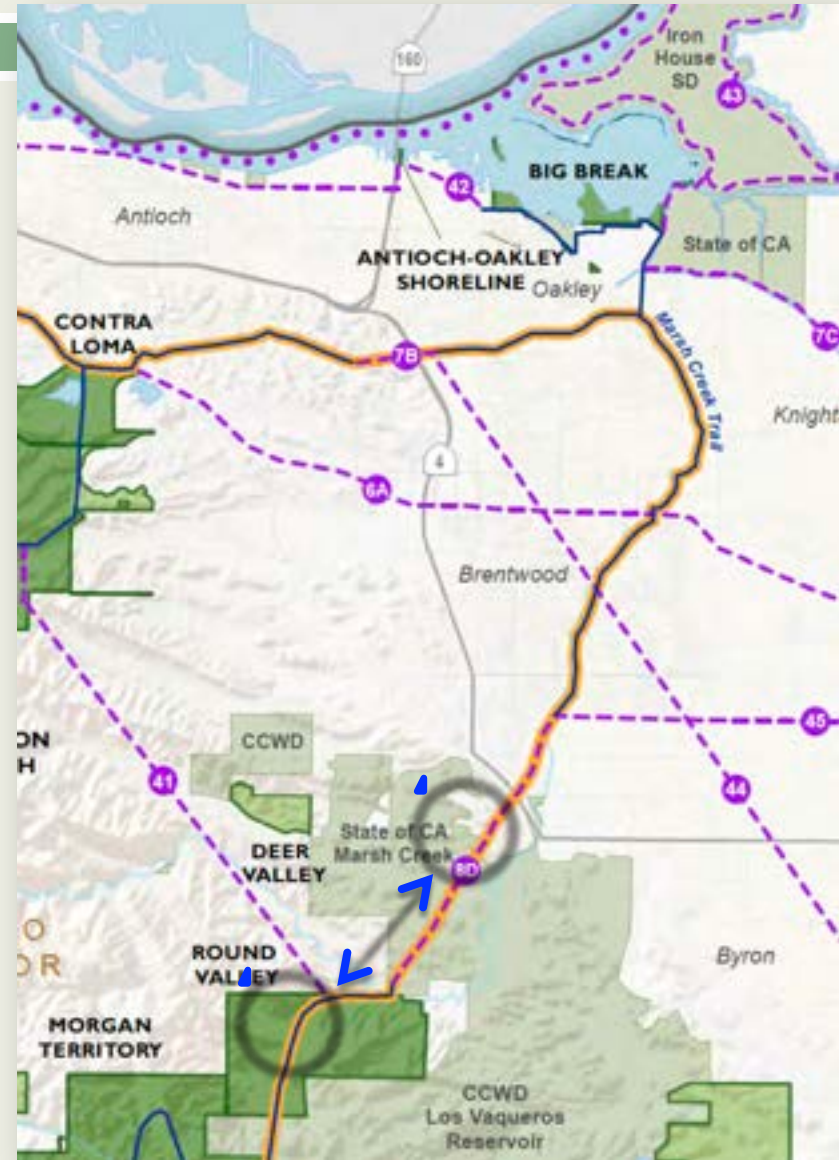 160
Iron
House
SD
43
BIG BREAK
42
Antioch
State of CA
ANTIOCH-OAKLEY
SHORELINE
Oakley
CONTRA
LOMA
7B
Marsh Creek Trail
7C
Knight
4
6A
Brentwood
45
ON
H
CCWD
41
44
State of CA
Marsh Creek
DEER
VALLEY
8D
O
OR
ROUND
VALLEY
Byron
MORGAN
TERRITORY
CCWD
Los Vaqueros
Reservoir